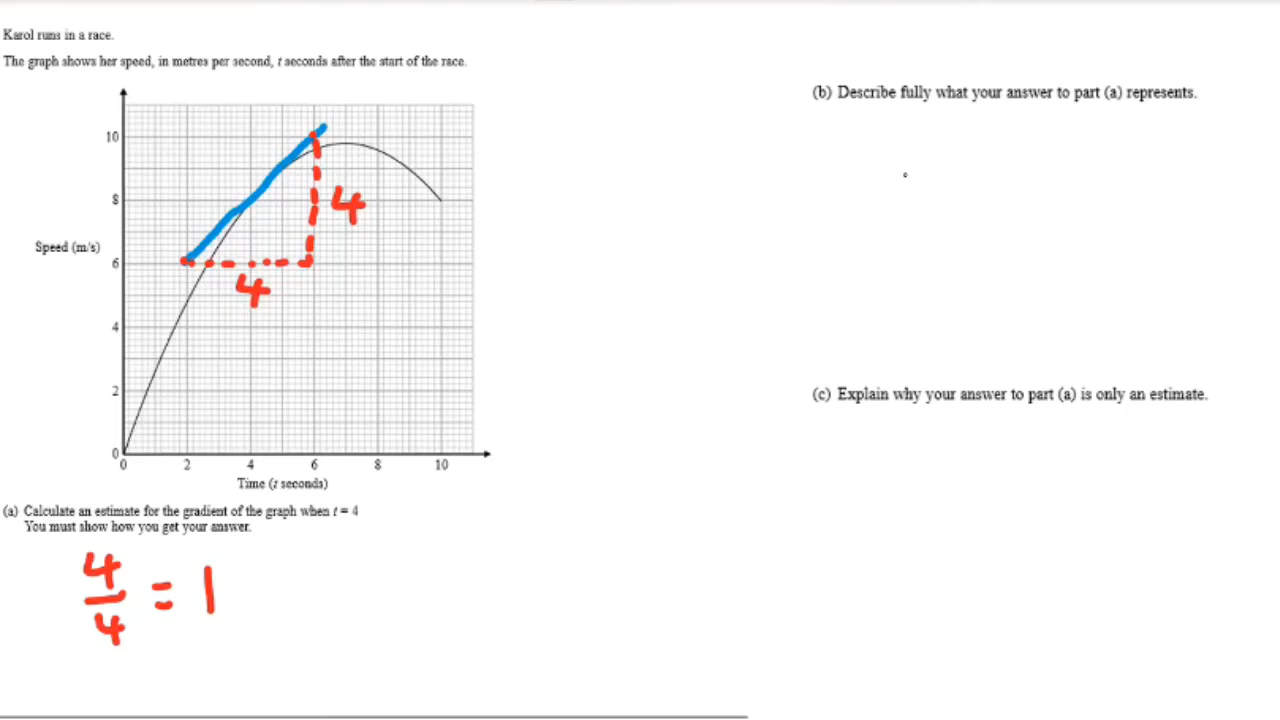 Karol runs in a race.
The graph shows her speed, in metres per second, t seconds after the start of the race.
10
8
Speed (m/s)
6
4
2
0
0 2 4 6 8 10
Time (t seconds)
4
4
(a) Calculate an estimate for the gradient of the graph when t = 4
You must show how you get your answer.
4/4 = 1
(b) Describe fully what your answer to part (a) represents.
(c) Explain why your answer to part (a) is only an estimate.